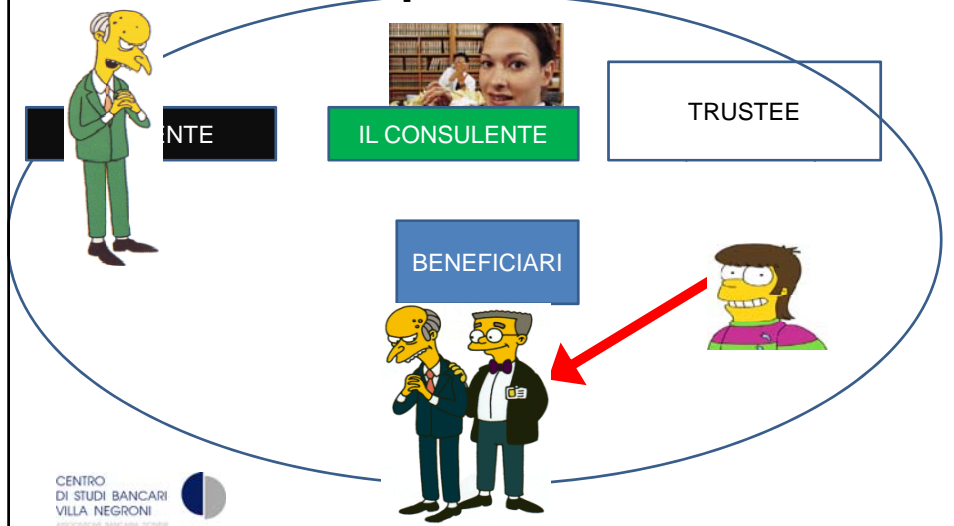 ENTE
IL CONSULENTE
TRUSTEE
BENEFICIARI
CENTRO
DI STUDI BANCARI
VILLA NEGRONI